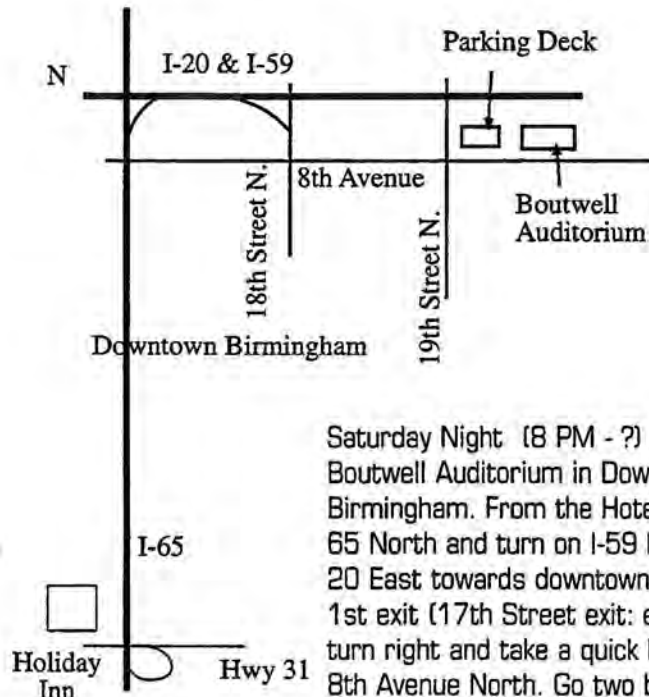 Parking Deck
N
I-20 & I-59
8th Avenue
18th Street N.
19th Street N.
Boutwell
Auditorium
Downtown Birmingham
Saturday Night (8 PM - ?)
Boutwell Auditorium in Dow
Birmingham. From the Hote
65 North and turn on I-59
20 East towards downtown
1st exit (17th Street exit: e
turn right and take a quick
8th Avenue North. Go two b
I-65
Holiday
Inn
Hwy 31